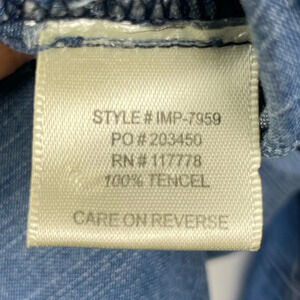 STYLE # IMP-7959
PO # 203450
RN # 117778
100% TENCEL
CARE ON REVERSE